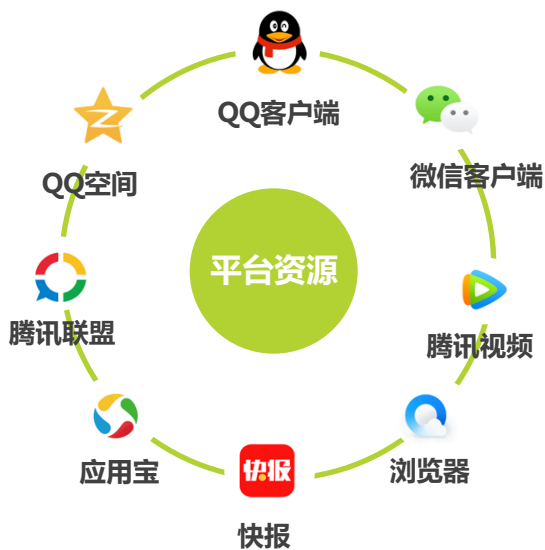 QQ客户端
微信客户端
QQ空间
平台资源
腾讯联盟
腾讯视频
应用宝
浏览器
快报
快报